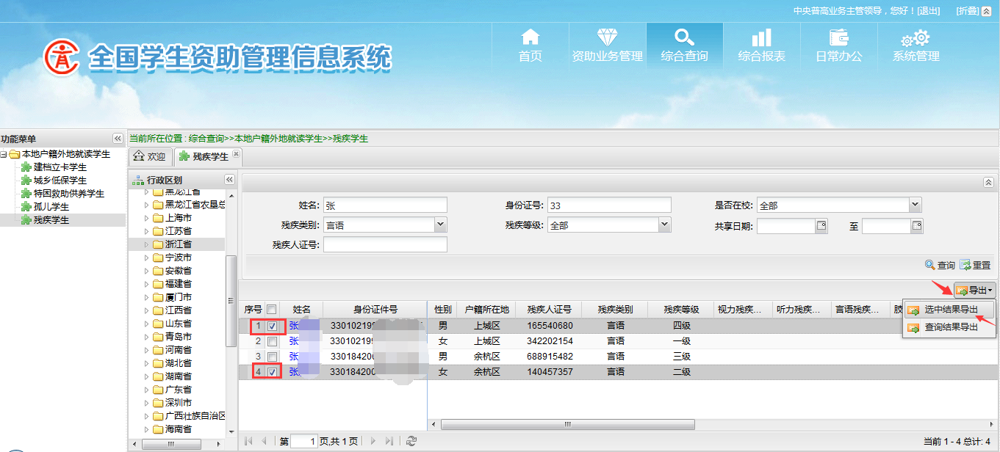 中央普高业务主管领导，您好！[退出] [折叠]
全国学生资助管理信息系统
首页 资助业务管理 综合查询 综合报表 日常办公 系统管理
功能菜单
本地户籍外地就读学生
建档立卡学生
城乡低保学生
特困救助供养学生
孤儿学生
残疾学生
当前所在位置 : 综合查询>>本地户籍外地就读学生>>残疾学生
欢迎 残疾学生
行政区划
黑龙江省
黑龙江省农垦总
上海市
江苏省
浙江省
宁波市
安徽省
福建省
厦门市
江西省
山东省
青岛市
河南省
湖北省
湖南省
广东省
深圳市
广西壮族自治区
海南省
姓名: 张 身份证号: 33 是否在校: 全部
残疾类别: 言语 残疾等级: 全部 共享日期: 至
残疾人证号:
查询 重置
导出
选中结果导出
查询结果导出
序号 姓名 身份证件号 性别 户籍所在地 残疾人证号 残疾类别 残疾等级 视力残疾... 听力残疾... 言语残疾... 肢
1 张 330102199 男 上城区 165540680 言语 四级
2 张 330102199 女 上城区 342202154 言语 一级
3 张 330184200 男 余杭区 688915482 言语 三级
4 张 330184200 女 余杭区 140457357 言语 二级
第 1 页,共 1 页
当前 1 - 4 总计: 4